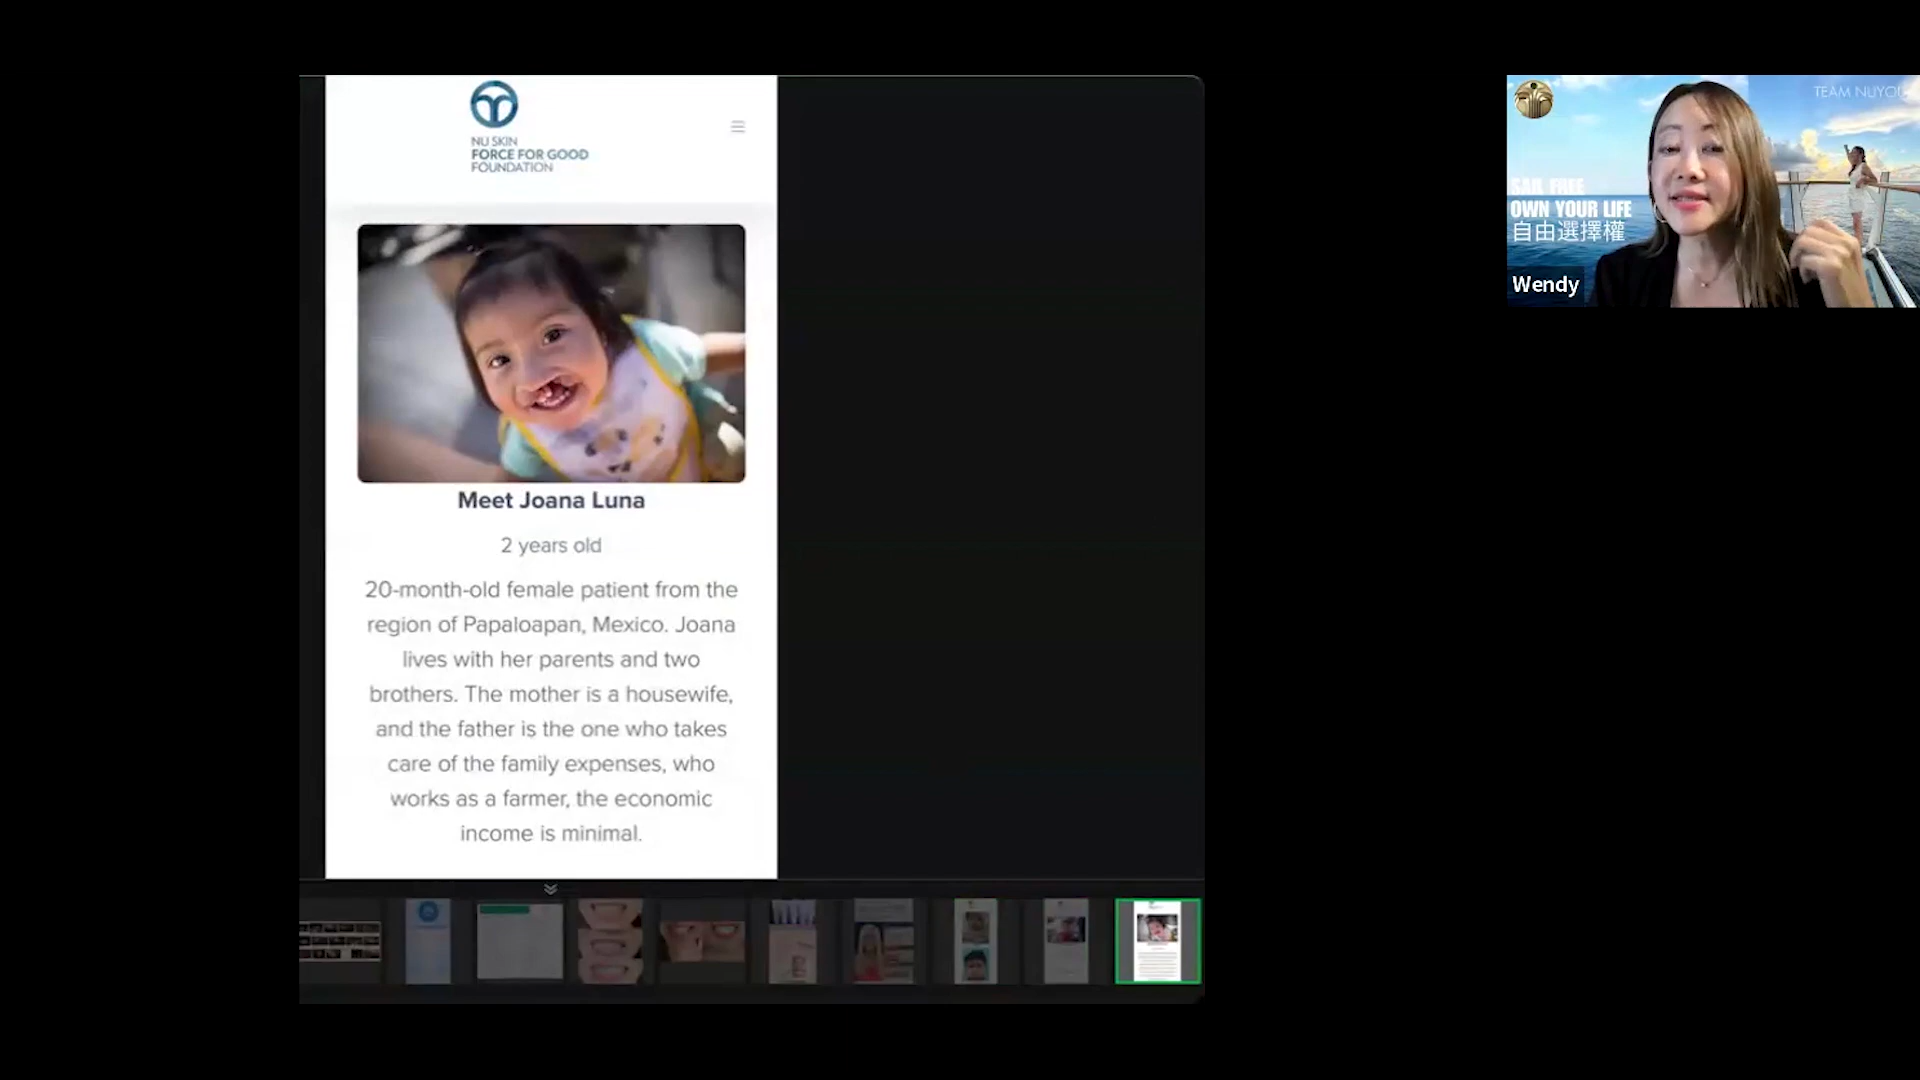 NU SKIN
FORCE FOR GOOD
FOUNDATION
Meet Joana Luna
2 years old
20-month-old female patient from the
region of Papaloapan, Mexico. Joana
lives with her parents and two
brothers. The mother is a housewife,
and the father is the one who takes
care of the family expenses, who
works as a farmer, the economic
income is minimal.
TEAM NUYOU
SAIL FREE
OWN YOUR LIFE
自由選擇權
Wendy